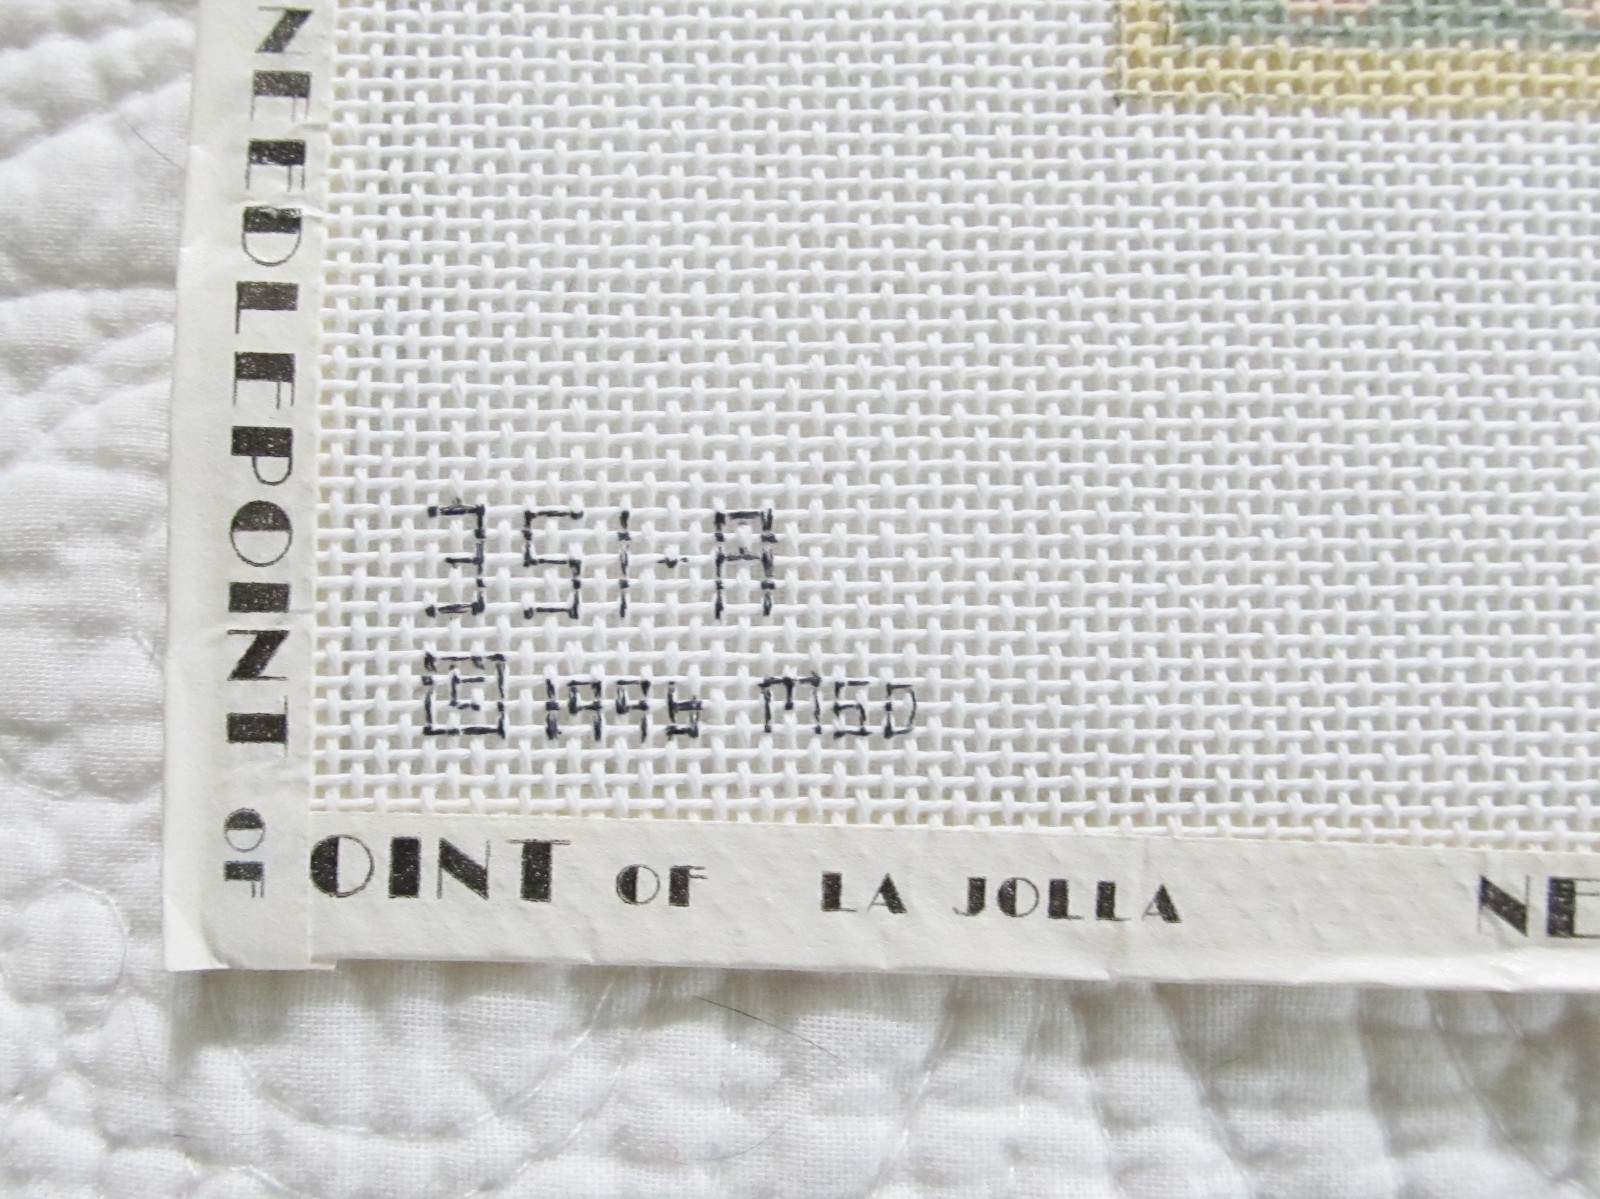 NEEDLEPOINT OF
351-A
© 1996 MSD
OINT OF LA JOLLA NE